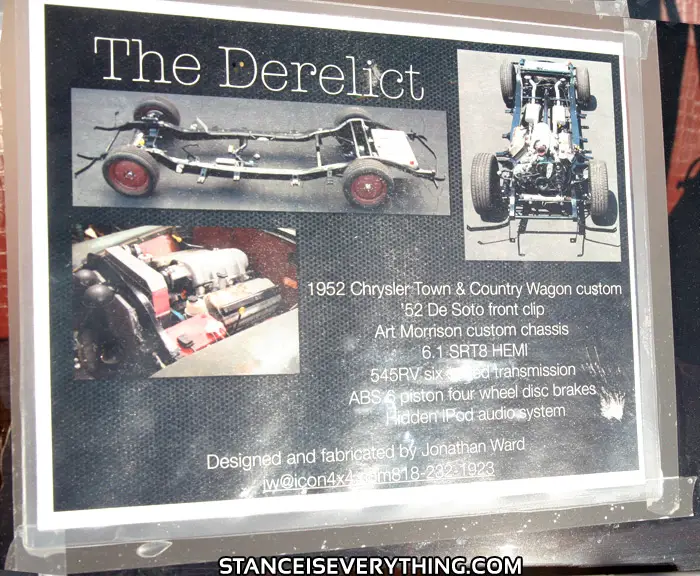 The Derelict
1952 Chrysler Town & Country Wagon custom
'52 De Soto front clip
Art Morrison custom chassis
6.1 SRT8 HEMI
545RV six transmission
ABS 6 piston four wheel disc brakes
Hidden iPod audio system
Designed and fabricated by Jonathan Ward
jw@icon4x4 818-232-1923
STANCEISEVERYTHING.COM